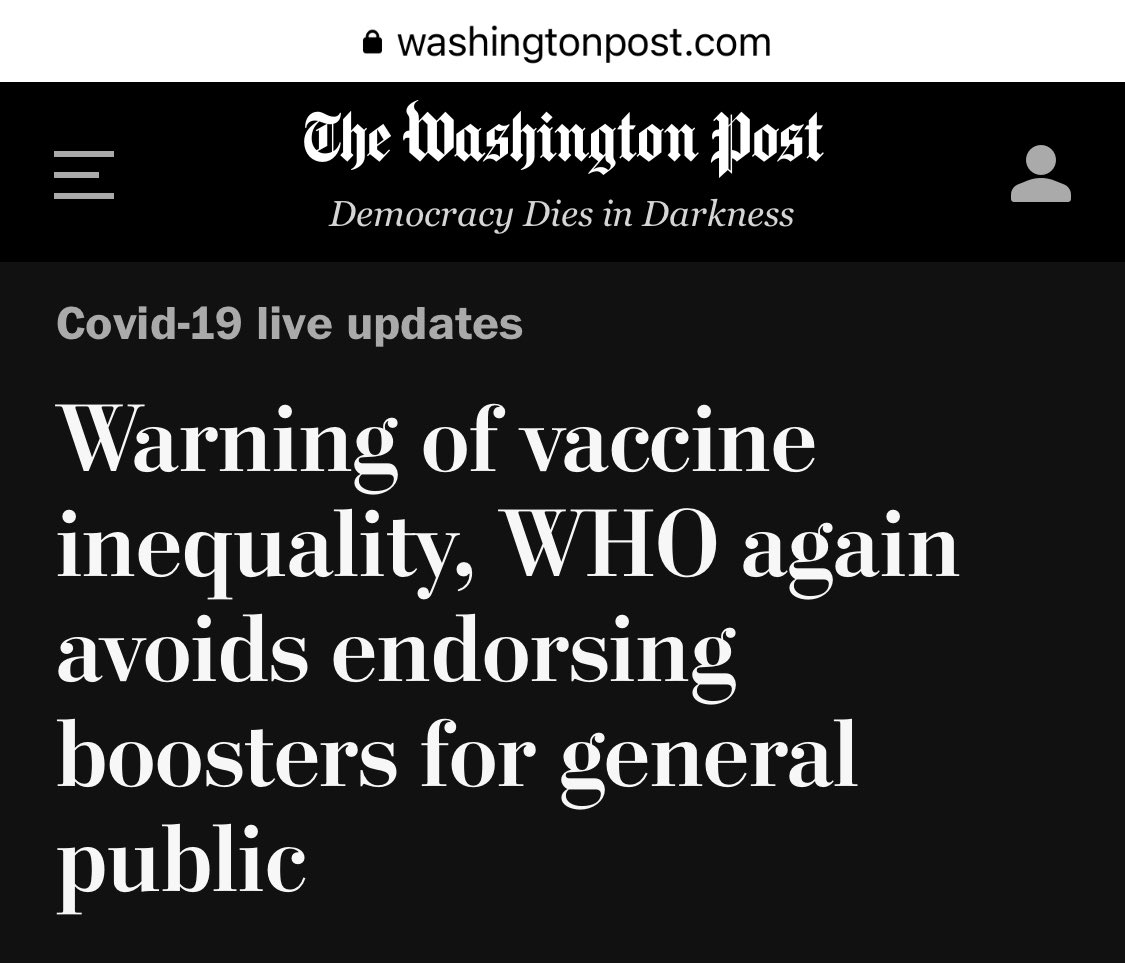 washingtonpost.com
The Washington Post
Democracy Dies in Darkness
Covid-19 live updates
Warning of vaccine
inequality, WHO again
avoids endorsing
boosters for general
public